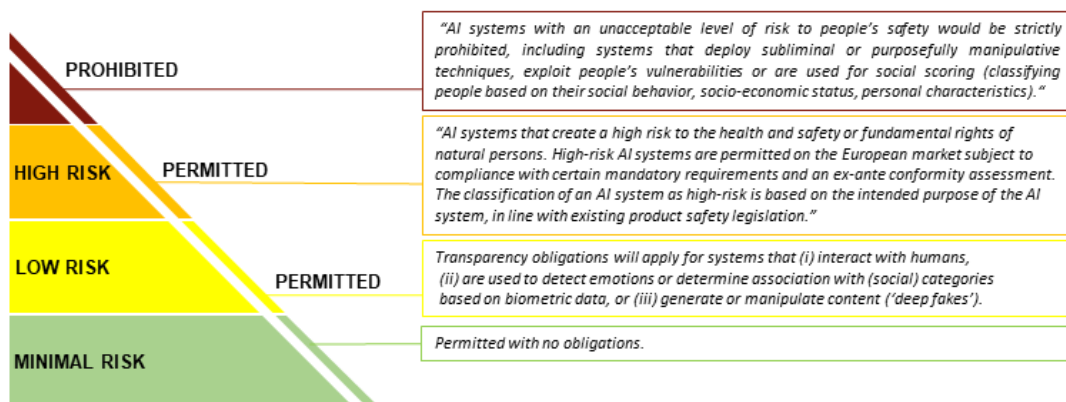 PROHIBITED
“AI systems with an unacceptable level of risk to people’s safety would be strictly
prohibited, including systems that deploy subliminal or purposefully manipulative
techniques, exploit people’s vulnerabilities or are used for social scoring (classifying
people based on their social behavior, socio-economic status, personal characteristics).“
HIGH RISK
PERMITTED
“AI systems that create a high risk to the health and safety or fundamental rights of
natural persons. High-risk AI systems are permitted on the European market subject to
compliance with certain mandatory requirements and an ex-ante conformity assessment.
The classification of an AI system as high-risk is based on the intended purpose of the AI
system, in line with existing product safety legislation.”
LOW RISK
PERMITTED
Transparency obligations will apply for systems that (i) interact with humans,
(ii) are used to detect emotions or determine association with (social) categories
based on biometric data, or (iii) generate or manipulate content (‘deep fakes’).
MINIMAL RISK
Permitted with no obligations.